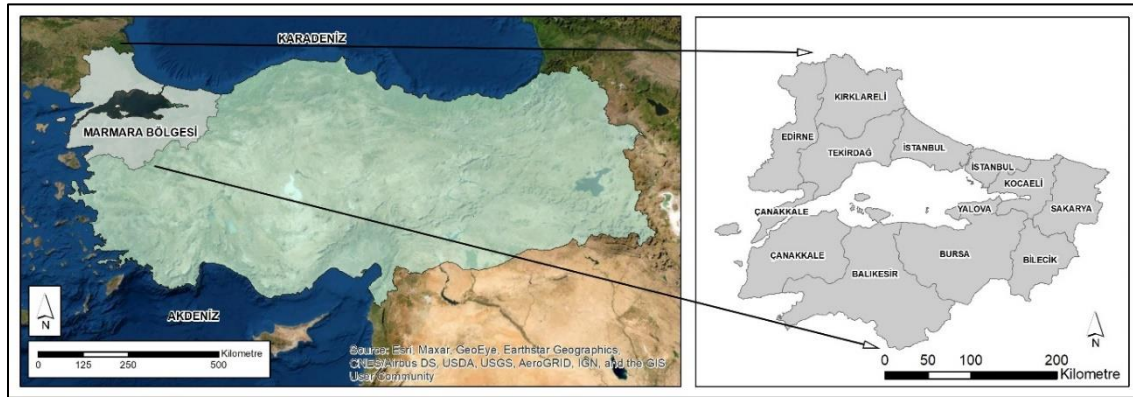 KARADENİZ
MARMARA BÖLGESİ
AKDENİZ
N
Kilometre
0 125 250 500
Source: Esri, Maxar, GeoEye, Earthstar Geographics,
CNES/Airbus DS, USDA, USGS, AeroGRID, IGN, and the GIS
User Community
KIRKLARELİ
EDİRNE
TEKİRDAĞ
İSTANBUL
İSTANBUL
KOCAELİ
YALOVA
SAKARYA
ÇANAKKALE
ÇANAKKALE
BALIKESİR
BURSA
BİLECİK
N
0 50 100 200
Kilometre